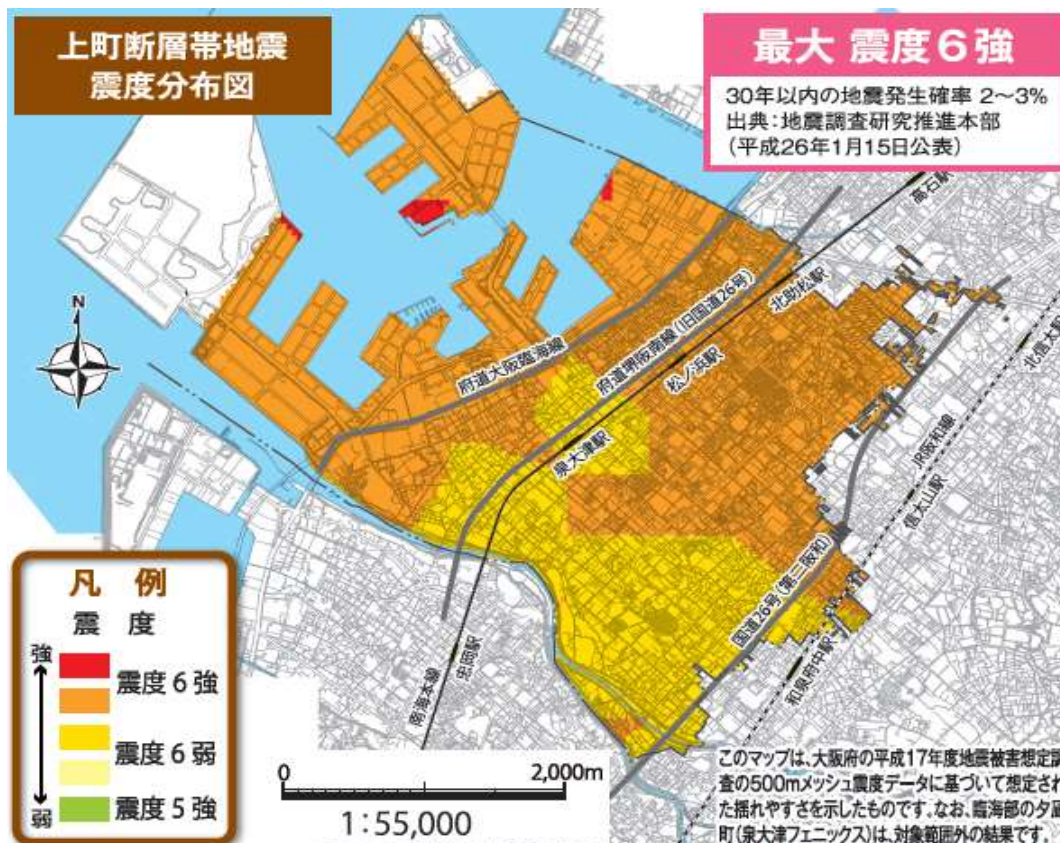 上町断層帯地震
震度分布図
最大 震度６強
30年以内の地震発生確率 2〜3%
出典：地震調査研究推進本部
（平成26年1月15日公表）
高石駅
北助松駅
府道堺阪南線（旧国道26号）
府道大阪臨海線
松ノ浜駅
泉大津駅
北信太
JR阪和線
信太山駅
国道26号（第二阪和）
和泉府中駅
忠岡駅
南海本線
N
凡 例
震 度
強
震度６強
震度６弱
震度５強
弱
0 2,000m
1：55,000
このマップは、大阪府の平成17年度地震被害想定調
査の500mメッシュ震度データに基づいて想定され
た揺れやすさを示したものです。なお、臨海部の夕凪
町（泉大津フェニックス）は、対象範囲外の結果です。